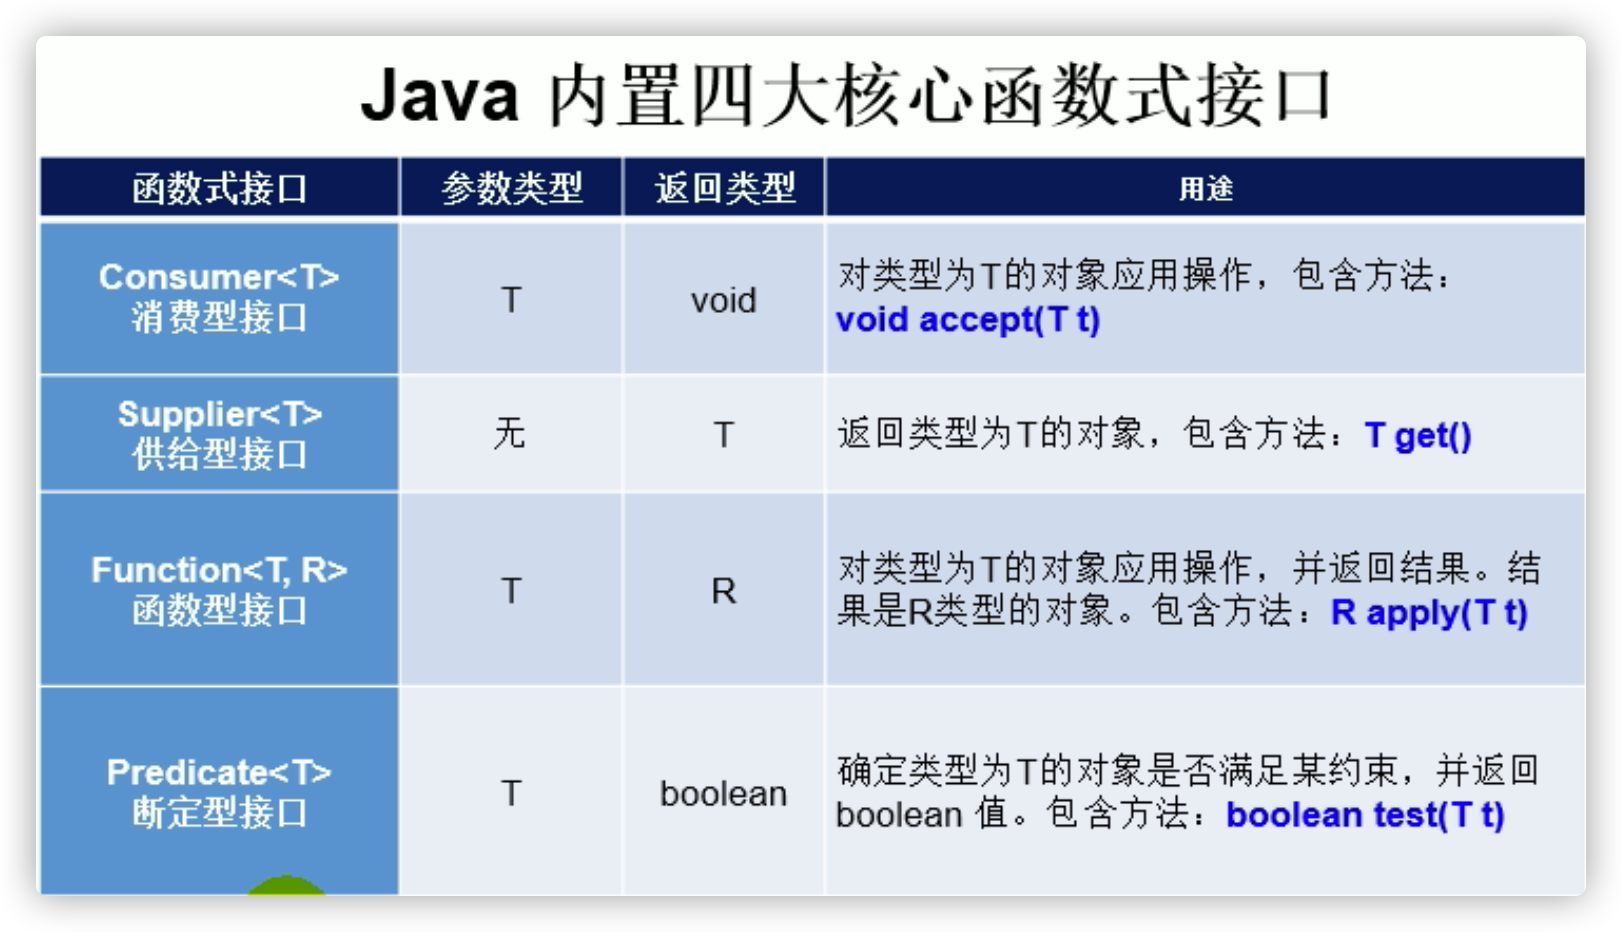 Java 内置四大核心函数式接口
函数式接口
参数类型
返回类型
用途
Consumer<T>
消费型接口
T
void
对类型为T的对象应用操作，包含方法：
void accept(T t)
Supplier<T>
供给型接口
无
T
返回类型为T的对象，包含方法：T get()
Function<T, R>
函数型接口
T
R
对类型为T的对象应用操作，并返回结果。结
果是R类型的对象。包含方法：R apply(T t)
Predicate<T>
断定型接口
T
boolean
确定类型为T的对象是否满足某约束，并返回
boolean 值。包含方法：boolean test(T t)